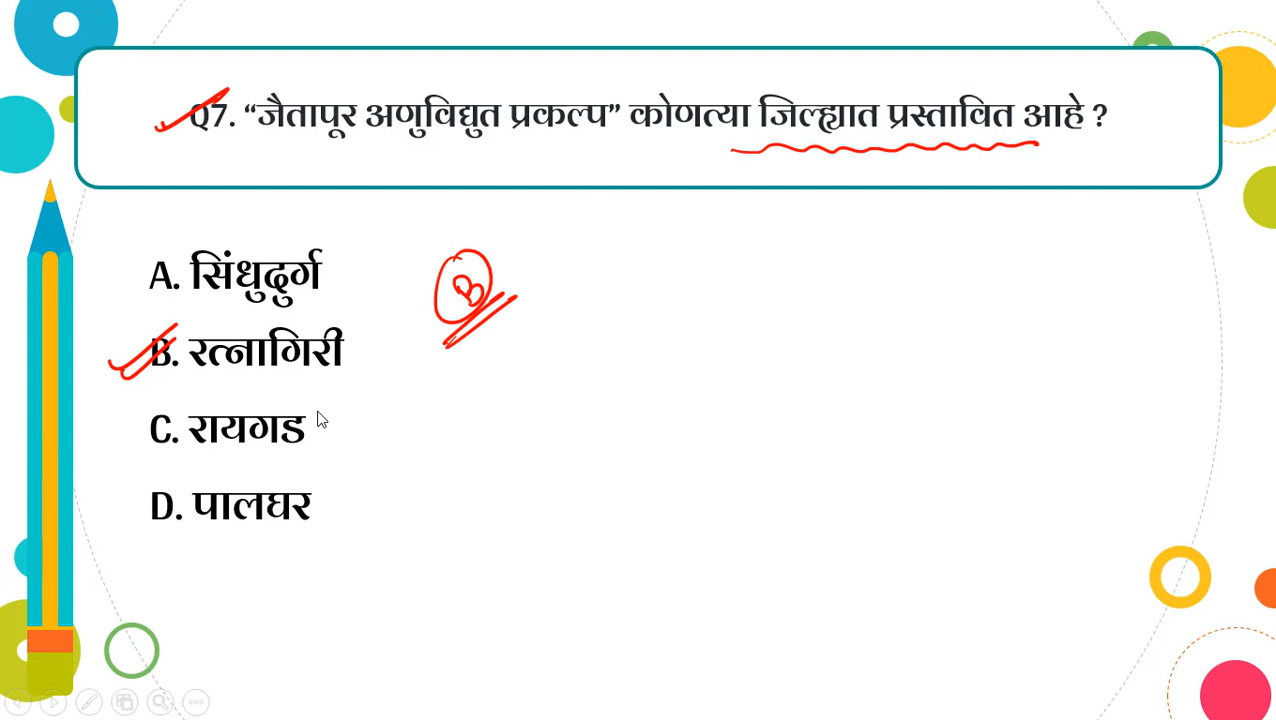 Q7. “जैतापूर अणुविद्युत प्रकल्प” कोणत्या जिल्ह्यात प्रस्तावित आहे ?
A. सिंधुदुर्ग
B
B. रत्नागिरी
C. रायगड
D. पालघर